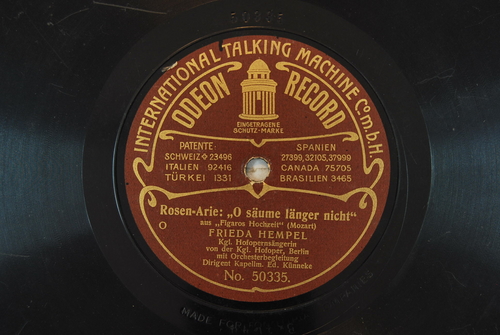 INTERNATIONAL TALKING MACHINE Co.m.b.H.
ODEON RECORD
EINGETRAGENE
SCHUTZ-MARKE
PATENTE:
SCHWEIZ 23496
ITALIEN 92416
TÜRKEI 1331
SPANIEN
27399,32105,37999
CANADA 75705
BRASILIEN 3465
Rosen-Arie: „O säume länger nicht“
aus „Figaros Hochzeit“ (Mozart)
O
FRIEDA HEMPEL
Kgl. Hofopernsängerin
von der Kgl. Hofoper, Berlin
mit Orchesterbegleitung
Dirigent Kapellm. Ed. Künneke
No. 50335.
MADE